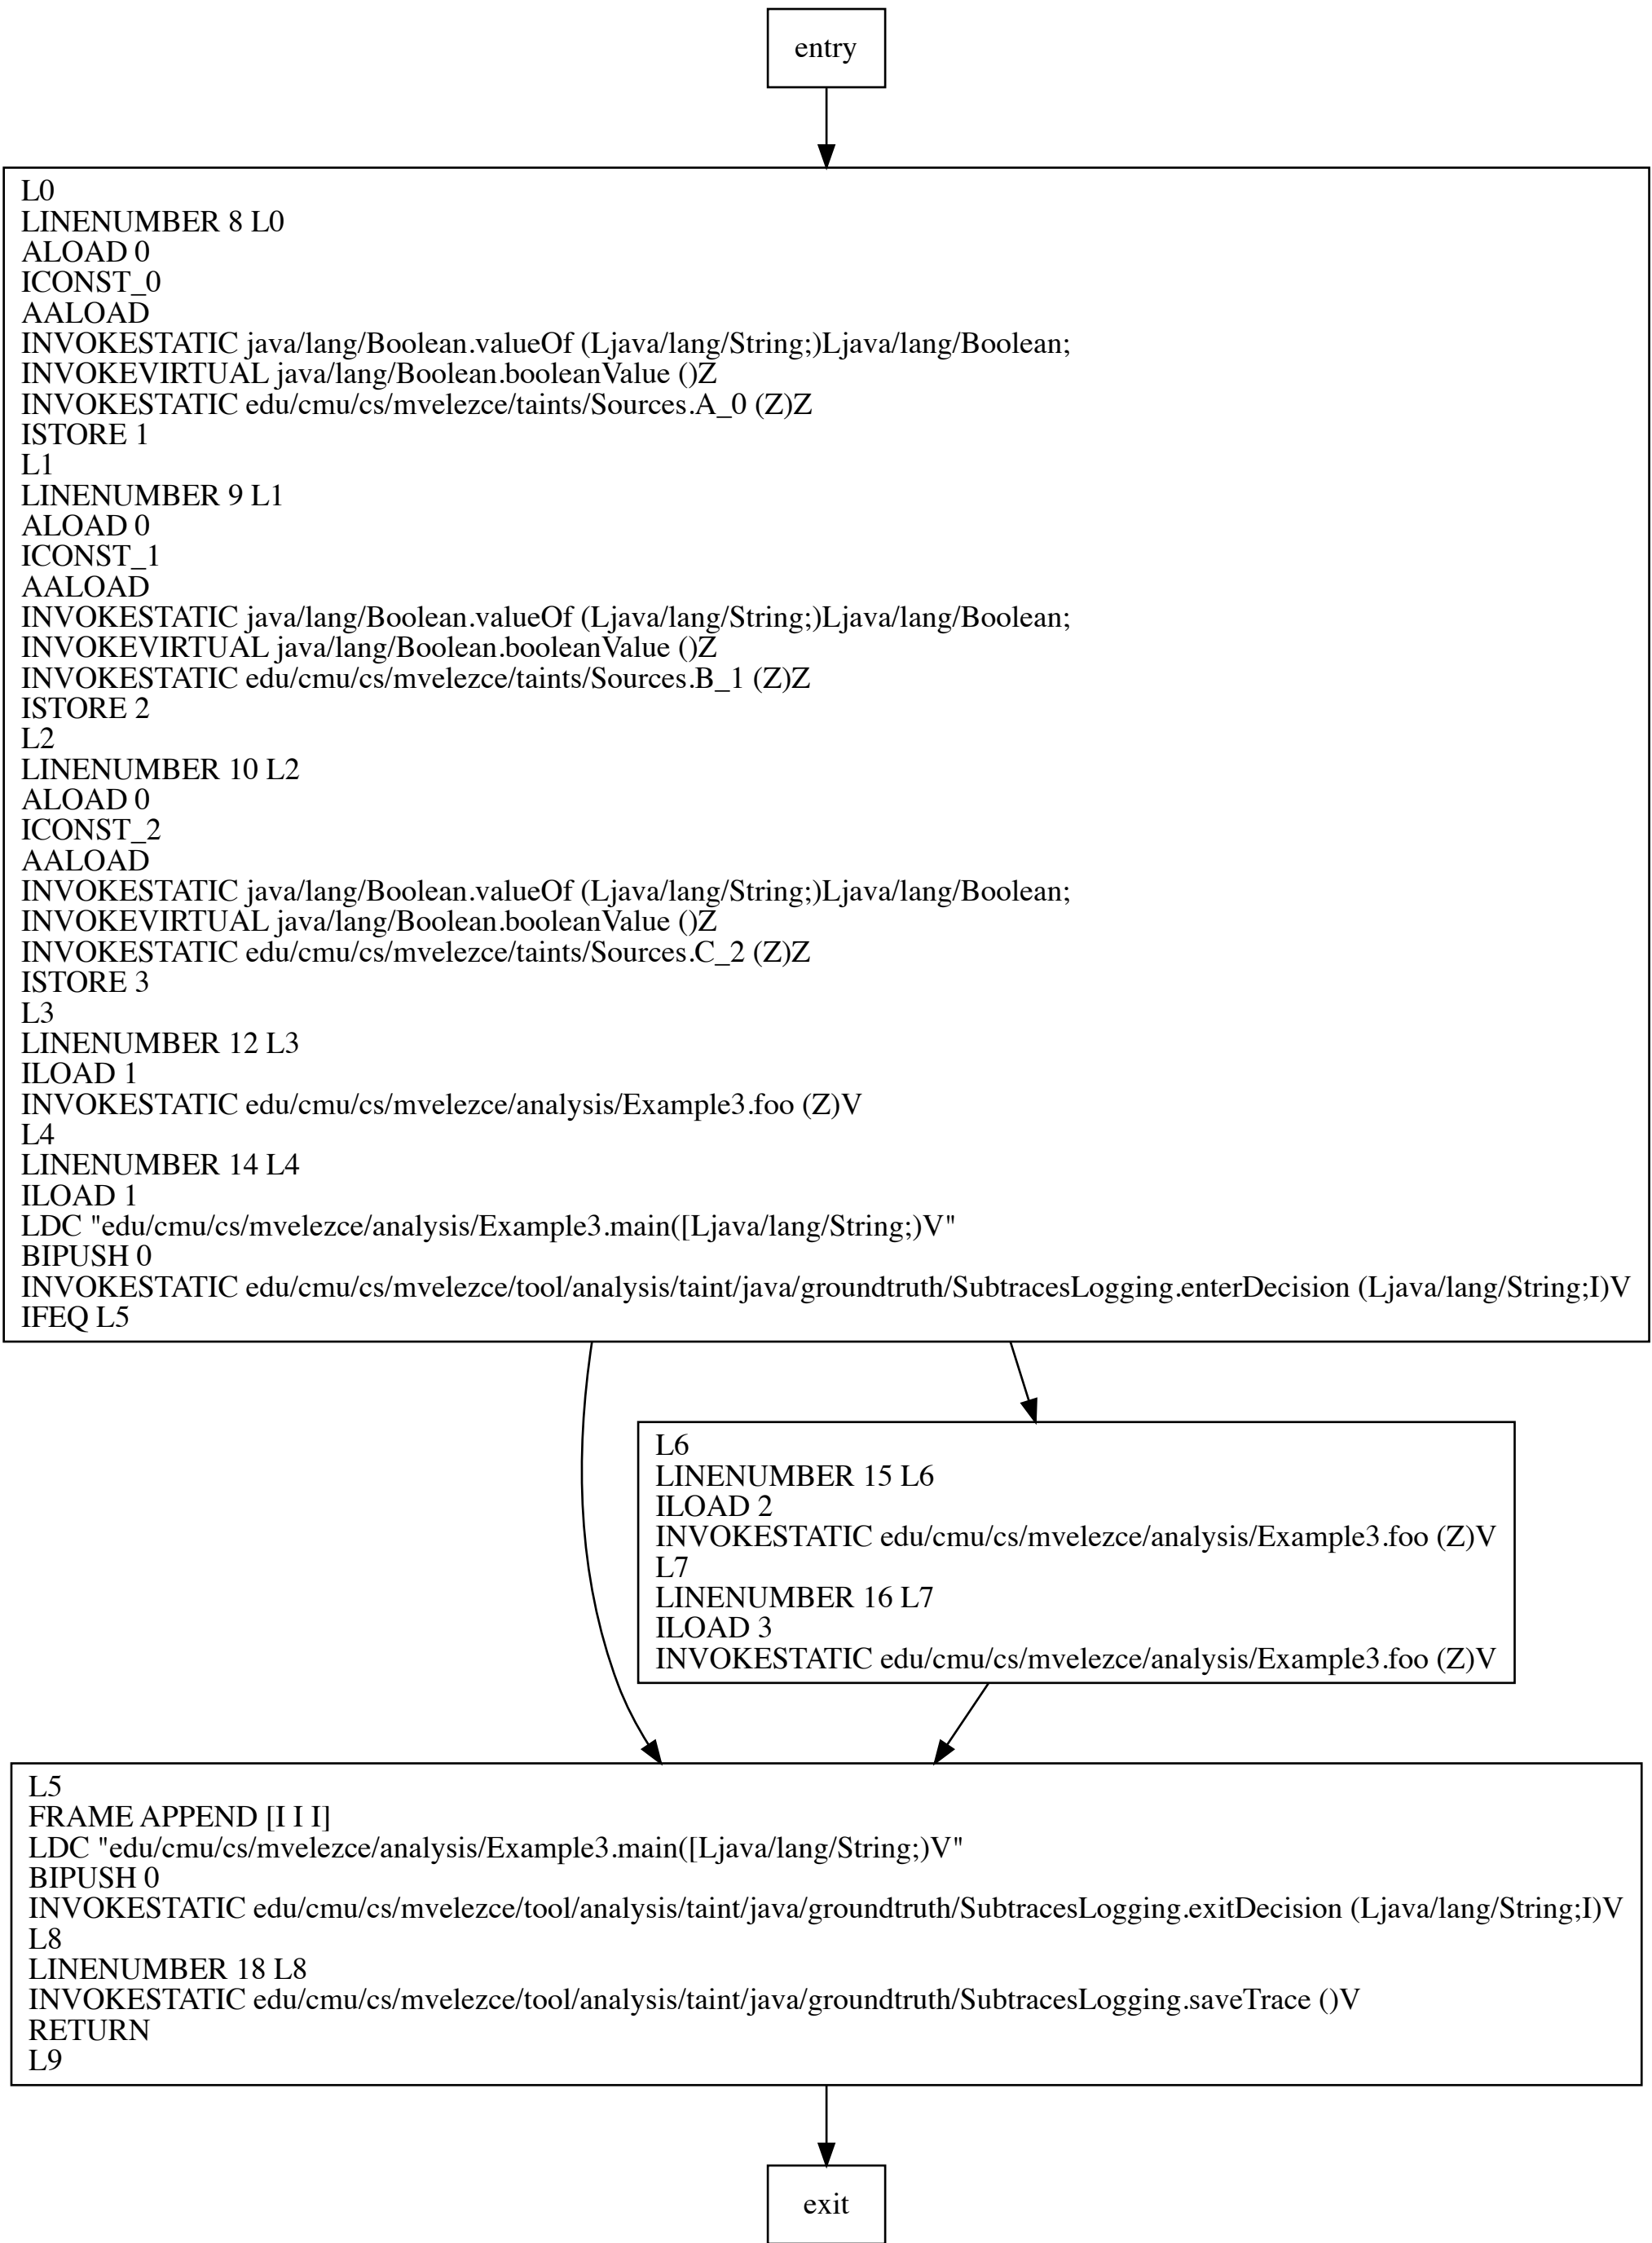 entry
L0
LINENUMBER 8 L0
ALOAD 0
ICONST_0
AALOAD
INVOKESTATIC java/lang/Boolean.valueOf (Ljava/lang/String;)Ljava/lang/Boolean;
INVOKEVIRTUAL java/lang/Boolean.booleanValue ()Z
INVOKESTATIC edu/cmu/cs/mvelezce/taints/Sources.A_0 (Z)Z
ISTORE 1
L1
LINENUMBER 9 L1
ALOAD 0
ICONST_1
AALOAD
INVOKESTATIC java/lang/Boolean.valueOf (Ljava/lang/String;)Ljava/lang/Boolean;
INVOKEVIRTUAL java/lang/Boolean.booleanValue ()Z
INVOKESTATIC edu/cmu/cs/mvelezce/taints/Sources.B_1 (Z)Z
ISTORE 2
L2
LINENUMBER 10 L2
ALOAD 0
ICONST_2
AALOAD
INVOKESTATIC java/lang/Boolean.valueOf (Ljava/lang/String;)Ljava/lang/Boolean;
INVOKEVIRTUAL java/lang/Boolean.booleanValue ()Z
INVOKESTATIC edu/cmu/cs/mvelezce/taints/Sources.C_2 (Z)Z
ISTORE 3
L3
LINENUMBER 12 L3
ILOAD 1
INVOKESTATIC edu/cmu/cs/mvelezce/analysis/Example3.foo (Z)V
L4
LINENUMBER 14 L4
ILOAD 1
LDC "edu/cmu/cs/mvelezce/analysis/Example3.main([Ljava/lang/String;)V"
BIPUSH 0
INVOKESTATIC edu/cmu/cs/mvelezce/tool/analysis/taint/java/groundtruth/SubtracesLogging.enterDecision (Ljava/lang/String;I)V
IFEQ L5
L6
LINENUMBER 15 L6
ILOAD 2
INVOKESTATIC edu/cmu/cs/mvelezce/analysis/Example3.foo (Z)V
L7
LINENUMBER 16 L7
ILOAD 3
INVOKESTATIC edu/cmu/cs/mvelezce/analysis/Example3.foo (Z)V
L5
FRAME APPEND [I I I]
LDC "edu/cmu/cs/mvelezce/analysis/Example3.main([Ljava/lang/String;)V"
BIPUSH 0
INVOKESTATIC edu/cmu/cs/mvelezce/tool/analysis/taint/java/groundtruth/SubtracesLogging.exitDecision (Ljava/lang/String;I)V
L8
LINENUMBER 18 L8
INVOKESTATIC edu/cmu/cs/mvelezce/tool/analysis/taint/java/groundtruth/SubtracesLogging.saveTrace ()V
RETURN
L9
exit